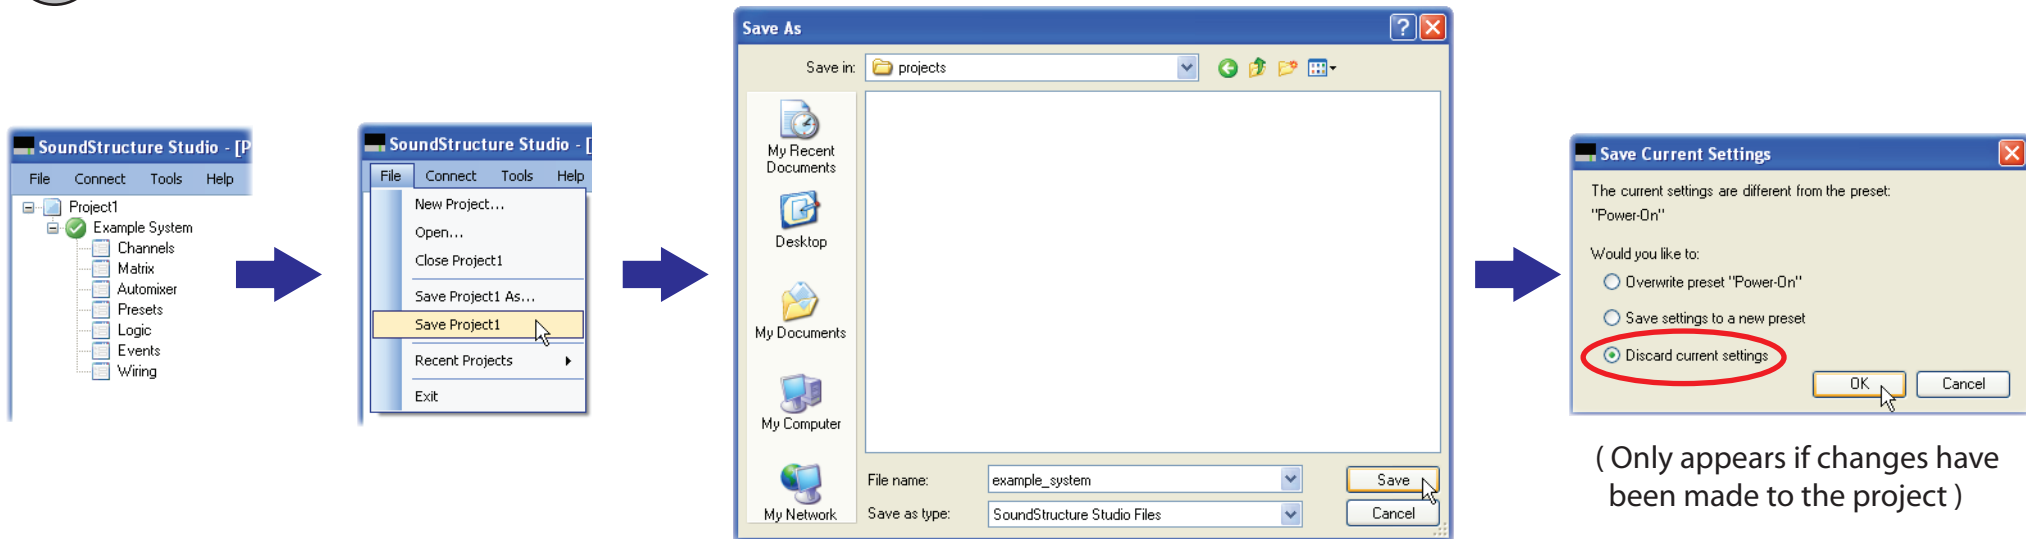 SoundStructure Studio - [P
File Connect Tools Help
Project1
Example System
Channels
Matrix
Automixer
Presets
Logic
Events
Wiring
SoundStructure Studio - [
File Connect Tools Help
New Project...
Open...
Close Project1
Save Project1 As...
Save Project1
Recent Projects
Exit
Save As
Save in: projects
My Recent
Documents
Desktop
My Documents
My Computer
My Network
File name: example_system Save
Save as type: SoundStructure Studio Files Cancel
Save Current Settings
The current settings are different from the preset:
"Power-On"
Would you like to:
Overwrite preset "Power-On"
Save settings to a new preset
Discard current settings
OK Cancel
( Only appears if changes have
been made to the project )